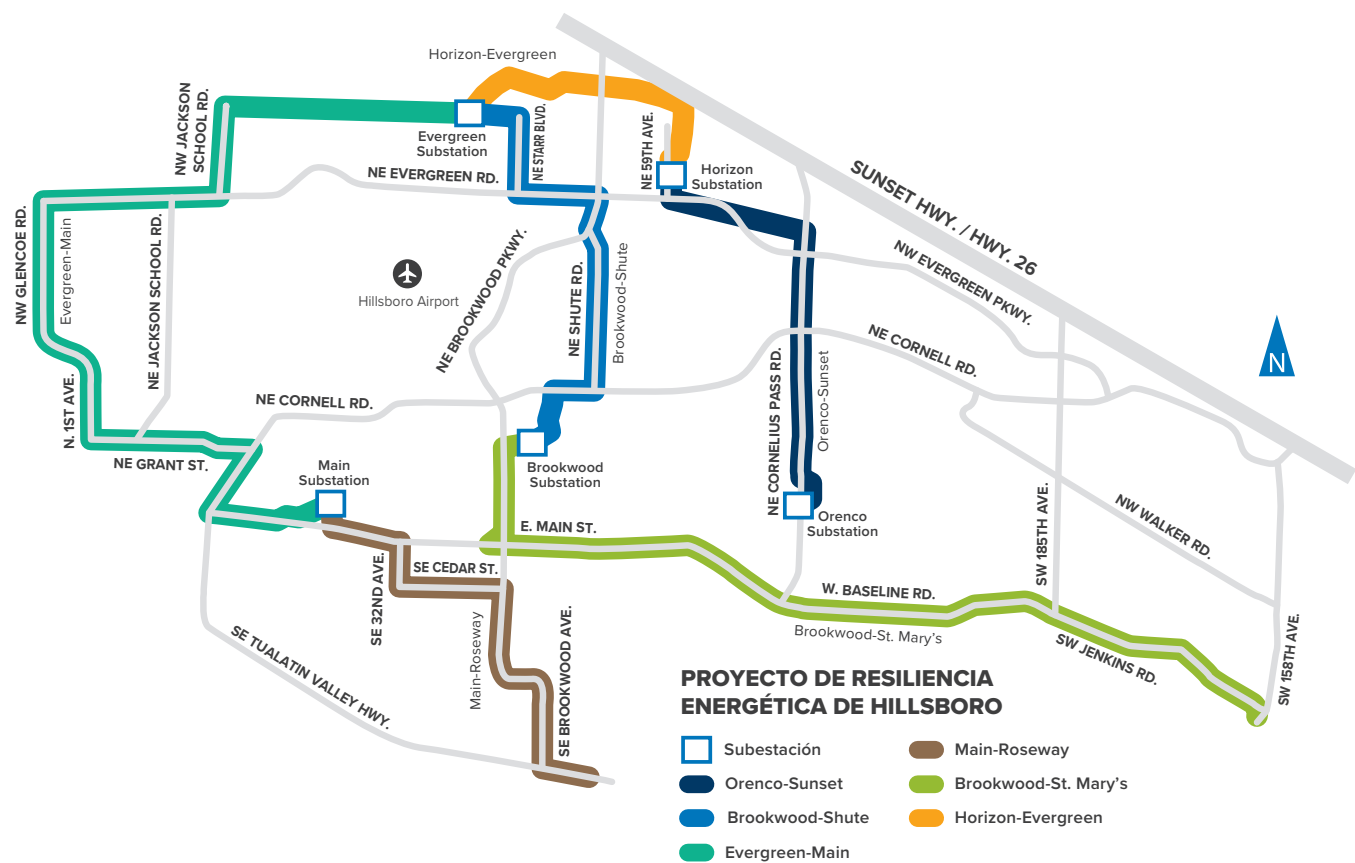 Horizon-Evergreen
NW JACKSON
SCHOOL RD.
Evergreen
Substation
NE STARR BLVD.
NE 59TH AVE.
Horizon
Substation
NE EVERGREEN RD.
SUNSET HWY. / HWY. 26
NW GLENCOE RD.
Evergreen-Main
NE JACKSON SCHOOL RD.
Hillsboro Airport
NE BROOKWOOD PKWY.
NE SHUTE RD.
Brookwood-Shute
NW EVERGREEN PKWY.
NE CORNELL RD.
N
N. 1ST AVE.
NE CORNELL RD.
NE CORNELIUS PASS RD.
Orenco-Sunset
NE GRANT ST.
Main
Substation
Brookwood
Substation
Orenco
Substation
E. MAIN ST.
SW 185TH AVE.
NW WALKER RD.
SE 32ND AVE.
SE CEDAR ST.
W. BASELINE RD.
Brookwood-St. Mary's
SW JENKINS RD.
SW 158TH AVE.
SE TUALATIN VALLEY HWY.
Main-Roseway
SE BROOKWOOD AVE.
PROYECTO DE RESILIENCIA
ENERGÉTICA DE HILLSBORO
Subestación
Orenco-Sunset
Brookwood-Shute
Evergreen-Main
Main-Roseway
Brookwood-St. Mary's
Horizon-Evergreen